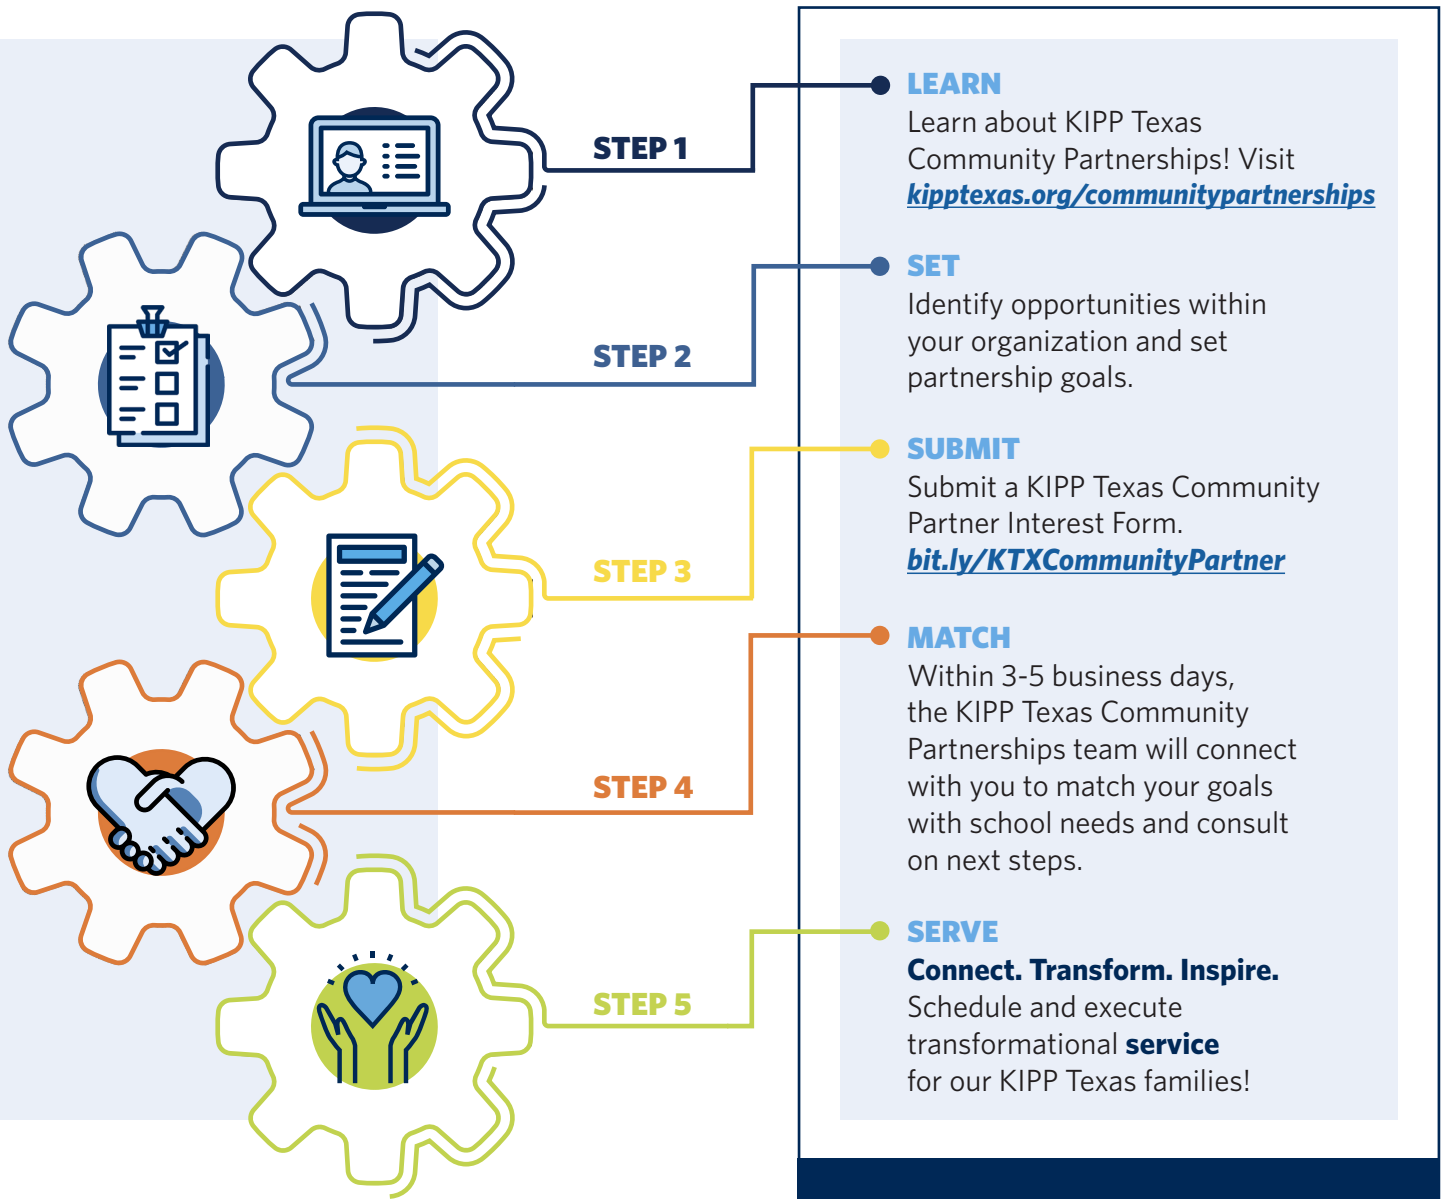 STEP 1
LEARN
Learn about KIPP Texas
Community Partnerships! Visit
kipptexas.org/communitypartnerships
STEP 2
SET
Identify opportunities within
your organization and set
partnership goals.
STEP 3
SUBMIT
Submit a KIPP Texas Community
Partner Interest Form.
bit.ly/KTXCommunityPartner
STEP 4
MATCH
Within 3-5 business days,
the KIPP Texas Community
Partnerships team will connect
with you to match your goals
with school needs and consult
on next steps.
STEP 5
SERVE
Connect. Transform. Inspire.
Schedule and execute
transformational service
for our KIPP Texas families!